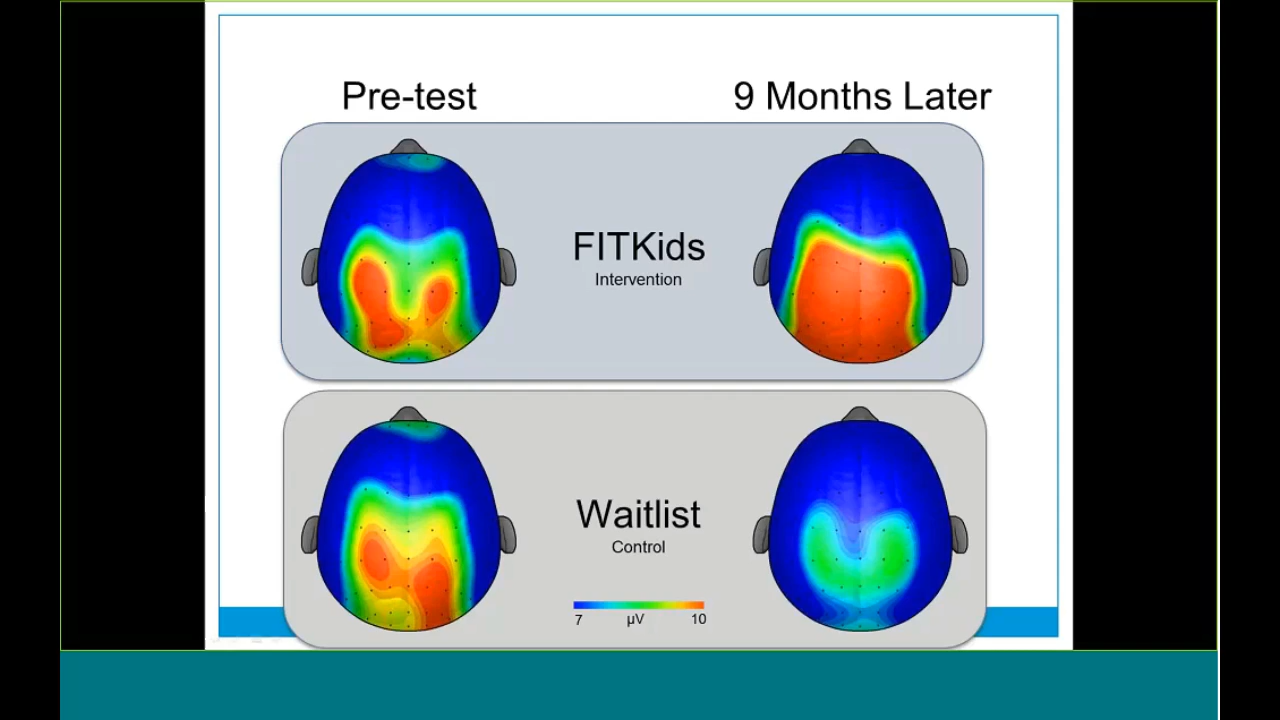 Pre-test
9 Months Later
FITKids
Intervention
Waitlist
Control
7 µV 10